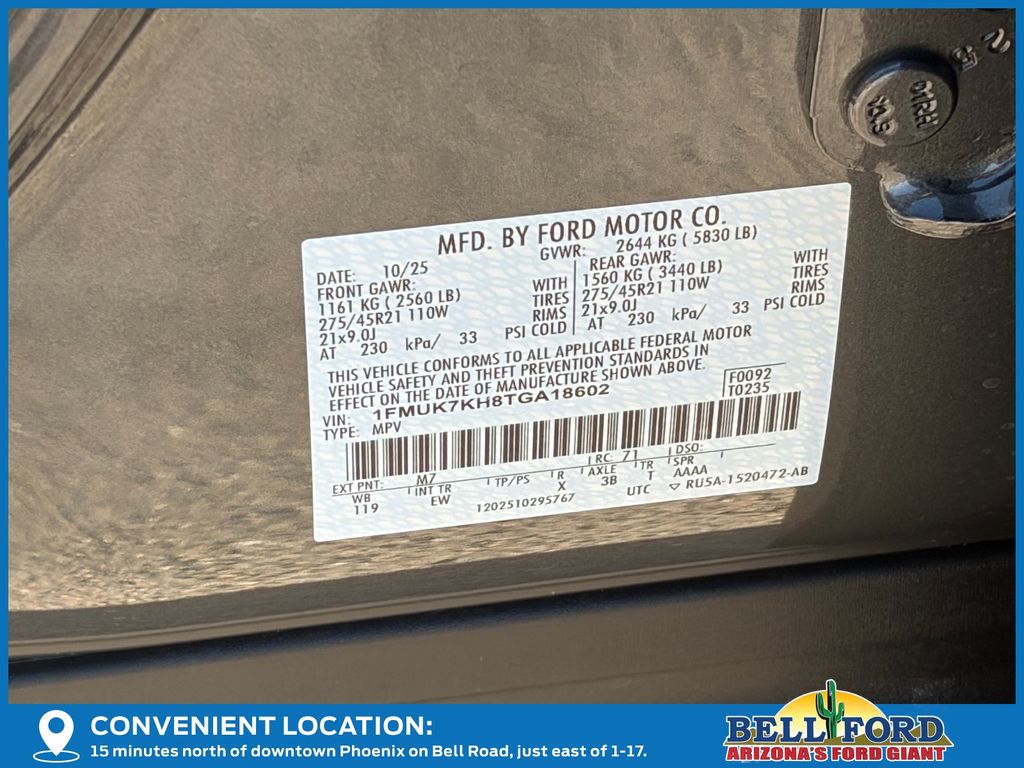 01RH
MFD. BY FORD MOTOR CO.
DATE: 10/25
GVWR: 2644 KG ( 5830 LB)
FRONT GAWR:
1161 KG ( 2560 LB) WITH
275/45R21 110W TIRES
21x9.0J RIMS
AT 230 kPa/ 33 PSI COLD
REAR GAWR:
1560 KG ( 3440 LB) WITH
275/45R21 110W TIRES
21x9.0J RIMS
AT 230 kPa/ 33 PSI COLD
THIS VEHICLE CONFORMS TO ALL APPLICABLE FEDERAL MOTOR
VEHICLE SAFETY AND THEFT PREVENTION STANDARDS IN
EFFECT ON THE DATE OF MANUFACTURE SHOWN ABOVE.
VIN: 1FMUK7KH8TGA18602
TYPE: MPV
F0092
T0235
EXT PNT: M7 RC: 71 DSO:
WB INT TR TP/PS R AXLE TR SPR
119 EW X 3B T AAAA
1202510295767 UTC ▽ RU5A-1520472-AB
CONVENIENT LOCATION:
15 minutes north of downtown Phoenix on Bell Road, just east of 1-17.
BELL FORD
ARIZONA'S FORD GIANT